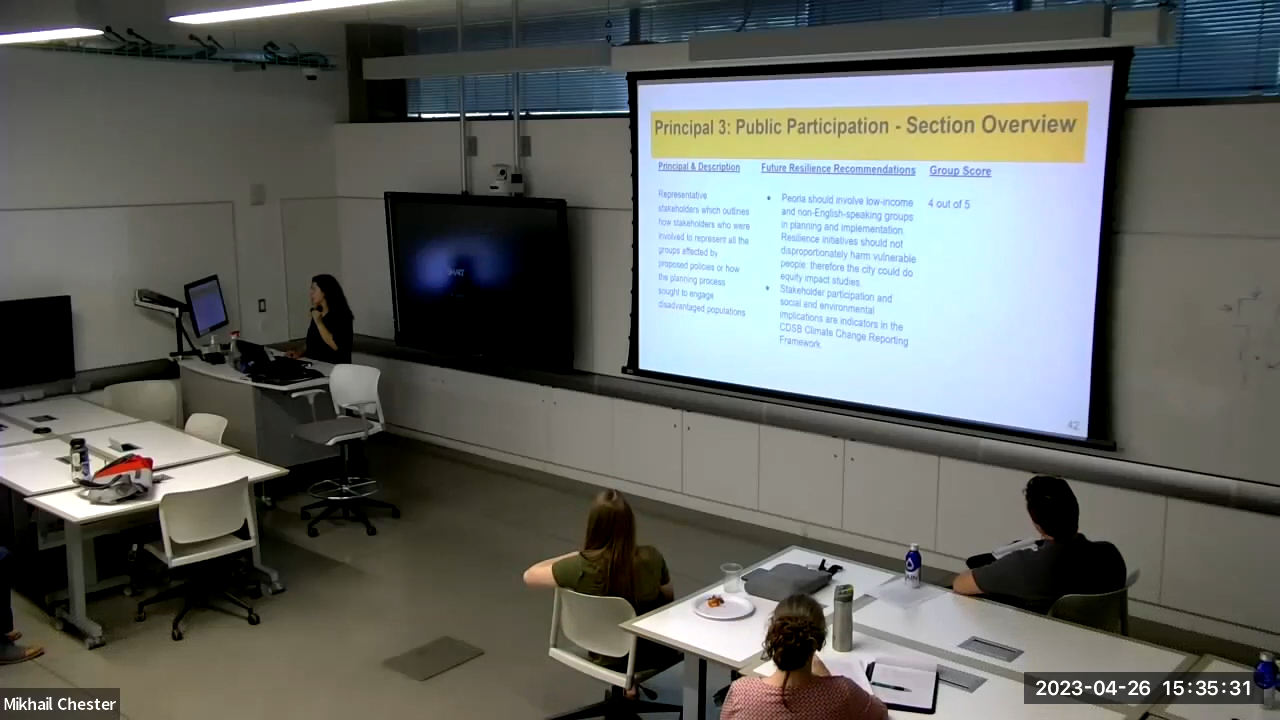 Principal 3: Public Participation - Section Overview
Principal & Description
Future Resilience Recommendations
Group Score
Representative
stakeholders which outlines
how stakeholders who were
involved to represent all the
groups affected by
proposed policies or how
the planning process
sought to engage
disadvantaged populations
• Peoria should involve low-income
and non-English-speaking groups
in planning and implementation.
Resilience initiatives should not
disproportionately harm vulnerable
people: therefore the city could do
equity impact studies.
• Stakeholder participation and
social and environmental
implications are indicators in the
CDSB Climate Change Reporting
Framework
4 out of 5
42
Mikhail Chester
2023-04-26 15:35:31